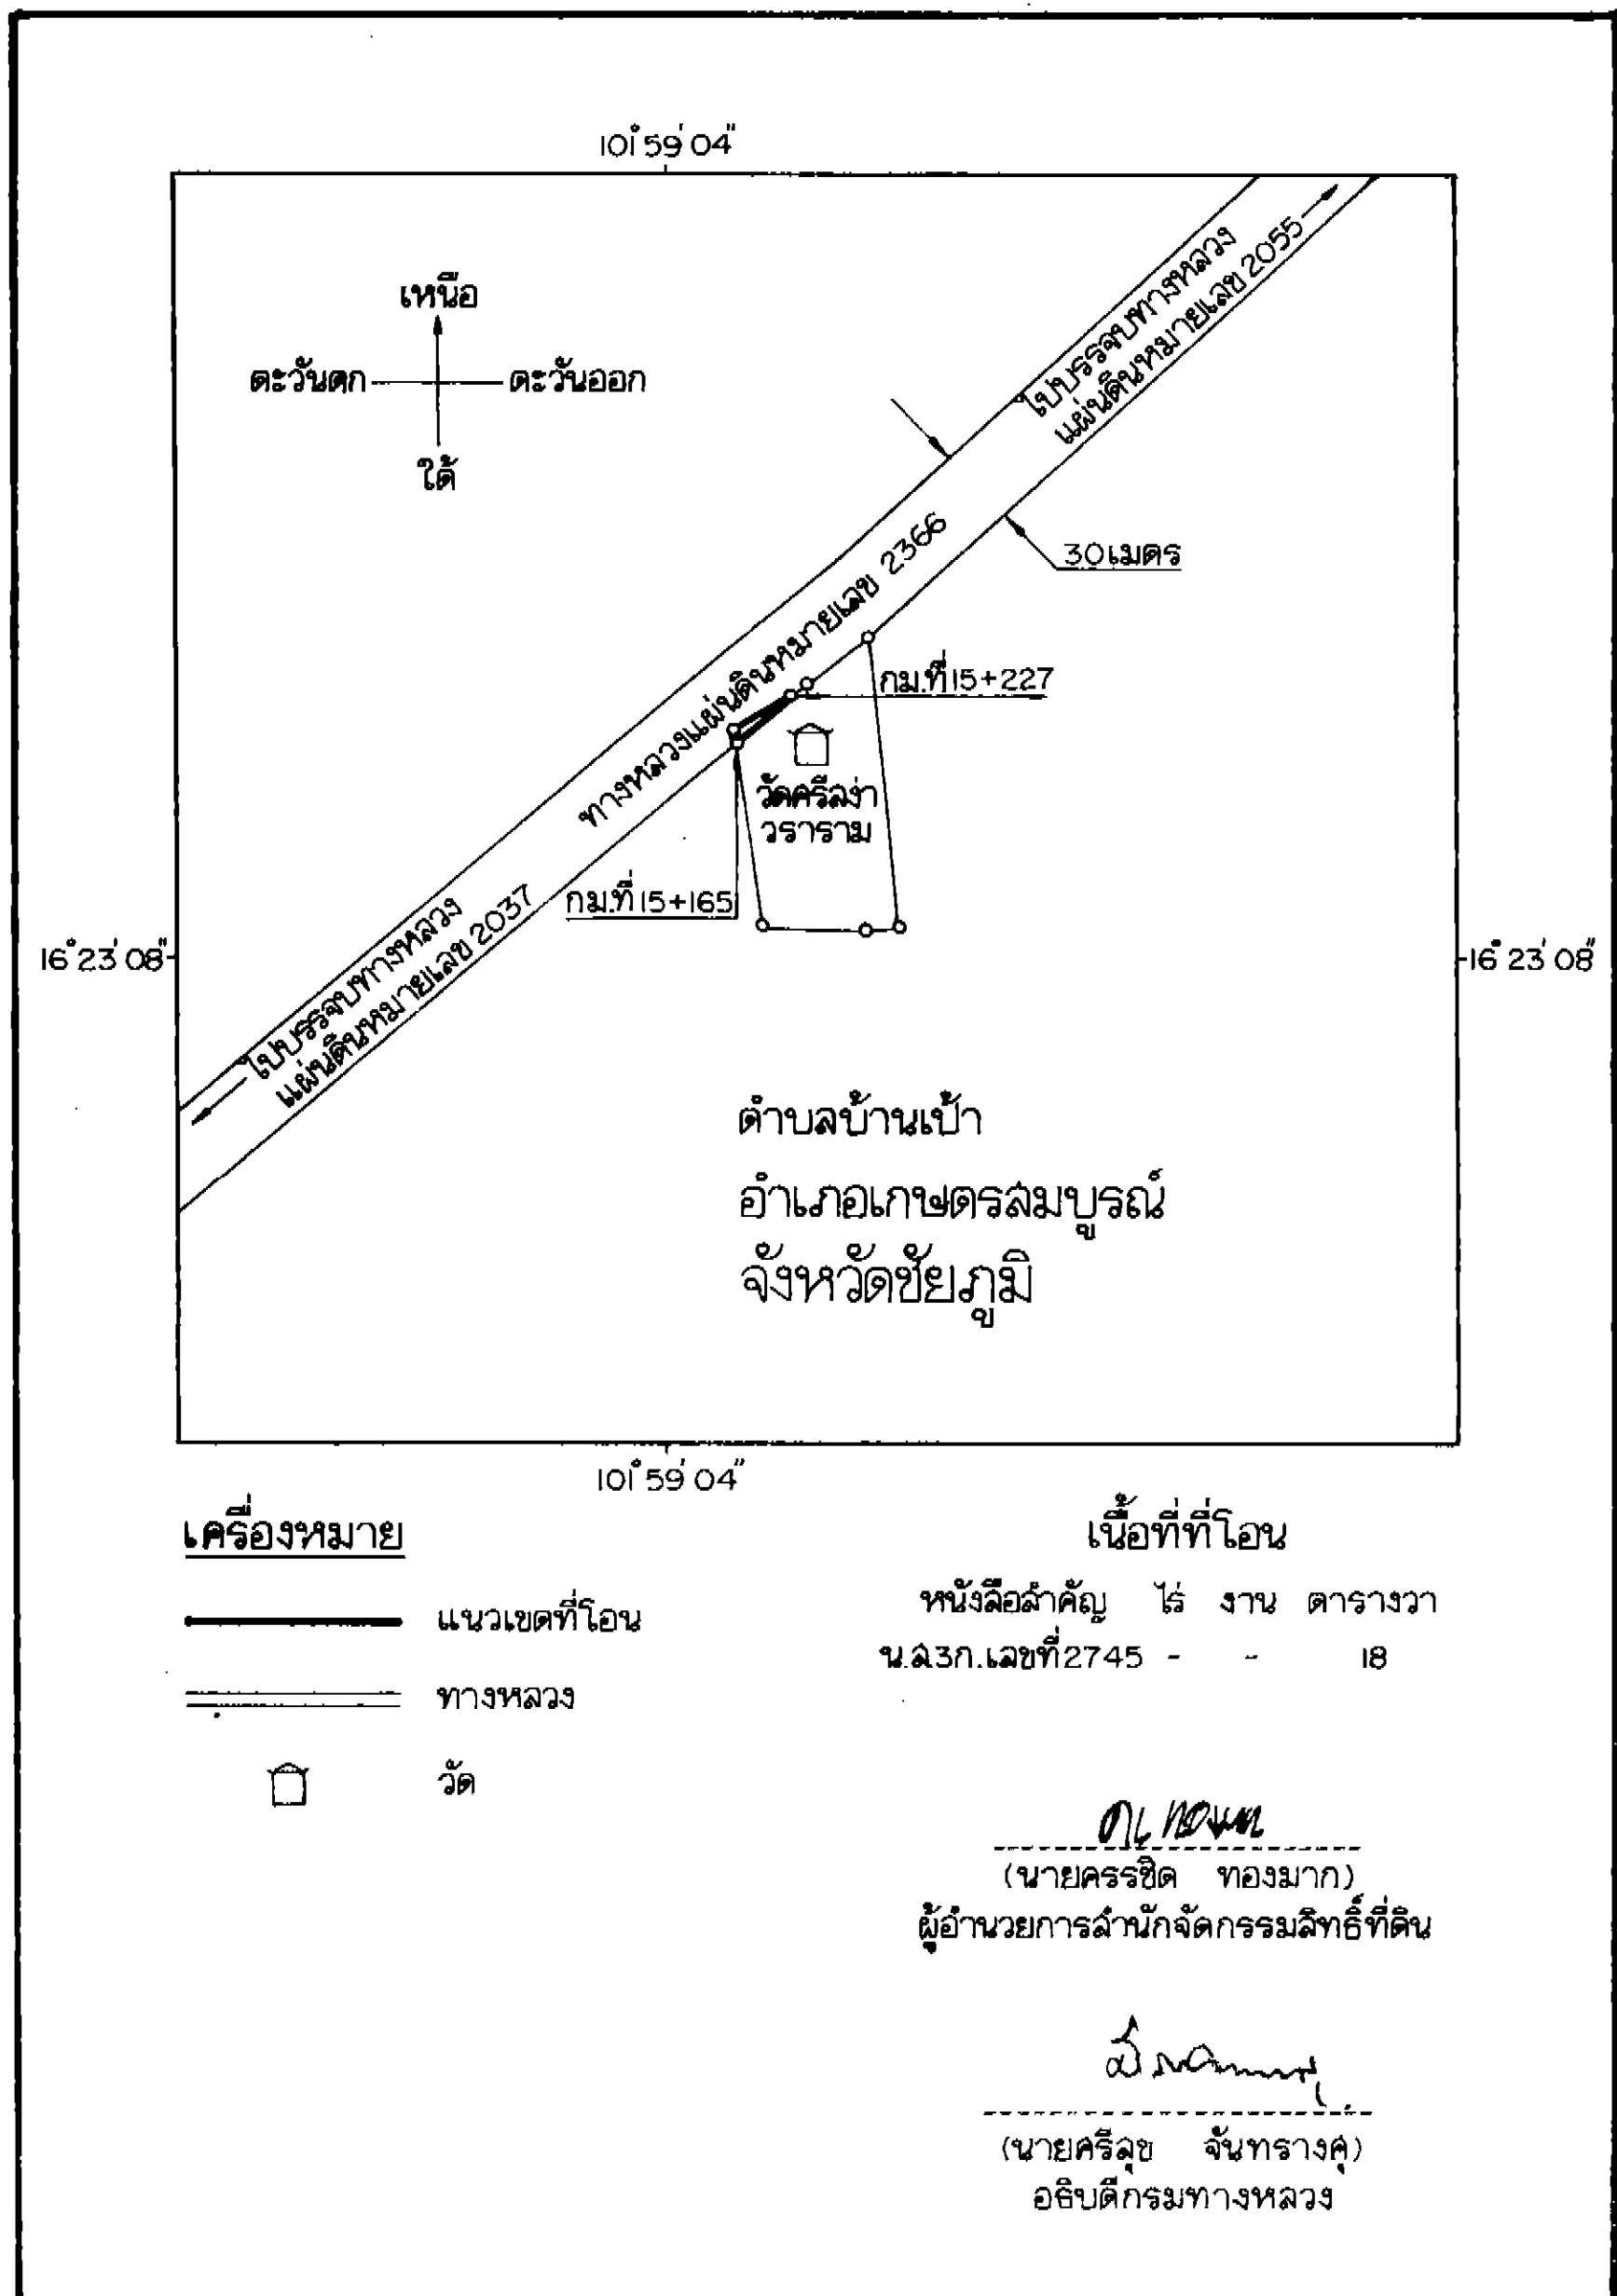 101° 59' 04"
เหนือ
ตะวันตก
ตะวันออก
ใต้
ไปบรรจบทางหลวง
แผ่นดินหมายเลข 2055
30 เมตร
ทางหลวงแผ่นดินหมายเลข 2366
กม.ที่ 15+227
วัดศรีสง่า
วราราม
กม.ที่ 15+165
16° 23' 08"
16° 23' 08"
ไปบรรจบทางหลวง
แผ่นดินหมายเลข 2037
ตำบลบ้านเป้า
อำเภอเกษตรสมบูรณ์
จังหวัดชัยภูมิ
101° 59' 04"
เครื่องหมาย
แนวเขตที่โอน
ทางหลวง
วัด
เนื้อที่ที่โอน
หนังสือสำคัญ ไร่ งาน ตารางวา
น.ส.3ก.เลขที่ 2745 - - 18
(นายครรชิต ทองมาก)
ผู้อำนวยการสำนักจัดกรรมสิทธิ์ที่ดิน
(นายศรีสุข จันทรางศุ)
อธิบดีกรมทางหลวง